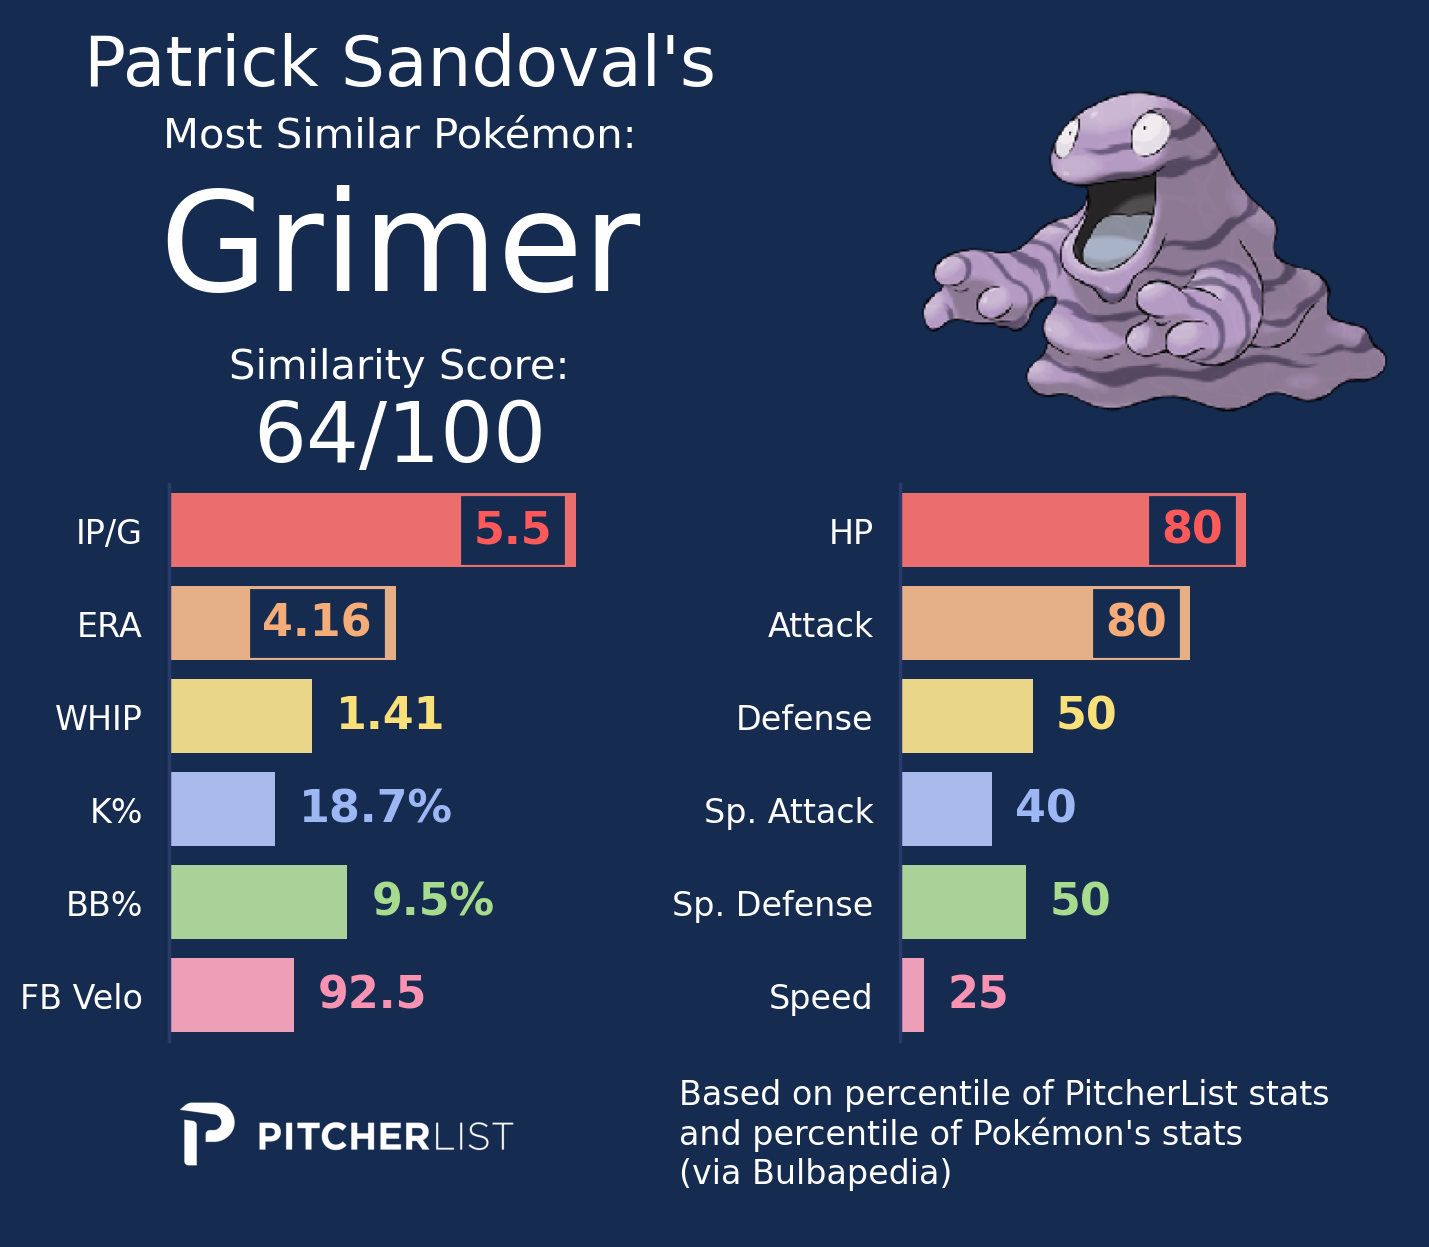 Patrick Sandoval's
Most Similar Pokémon:
Grimer
Similarity Score:
64/100
IP/G 5.5
ERA 4.16
WHIP 1.41
K% 18.7%
BB% 9.5%
FB Velo 92.5
HP 80
Attack 80
Defense 50
Sp. Attack 40
Sp. Defense 50
Speed 25
PITCHERLIST
Based on percentile of PitcherList stats
and percentile of Pokémon's stats
(via Bulbapedia)